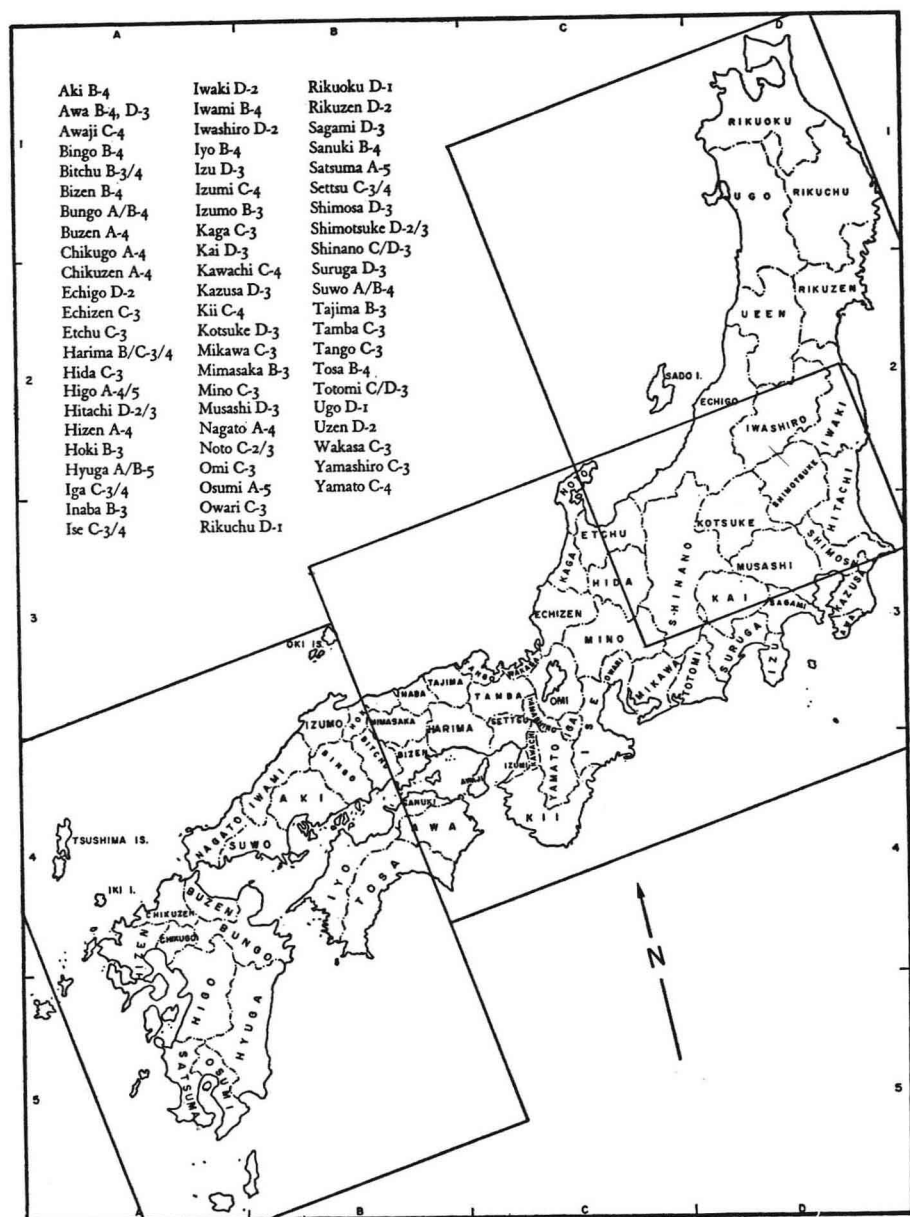 A B C D
Aki B-4
Awa B-4, D-3
Awaji C-4
Bingo B-4
Bitchu B-3/4
Bizen B-4
Bungo A/B-4
Buzen A-4
Chikugo A-4
Chikuzen A-4
Echigo D-2
Echizen C-3
Etchu C-3
Harima B/C-3/4
Hida C-3
Higo A-4/5
Hitachi D-2/3
Hizen A-4
Hoki B-3
Hyuga A/B-5
Iga C-3/4
Inaba B-3
Ise C-3/4
Iwaki D-2
Iwami B-4
Iwashiro D-2
Iyo B-4
Izu D-3
Izumi C-4
Izumo B-3
Kaga C-3
Kai D-3
Kawachi C-4
Kazusa D-3
Kii C-4
Kotsuke D-3
Mikawa C-3
Mimasaka B-3
Mino C-3
Musashi D-3
Nagato A-4
Noto C-2/3
Omi C-3
Osumi A-5
Owari C-3
Rikuchu D-1
Rikuoku D-1
Rikuzen D-2
Sagami D-3
Sanuki B-4
Satsuma A-5
Settsu C-3/4
Shimosa D-3
Shimotsuke D-2/3
Shinano C/D-3
Suruga D-3
Suwo A/B-4
Tajima B-3
Tamba C-3
Tango C-3
Tosa B-4
Totomi C/D-3
Ugo D-1
Uzen D-2
Wakasa C-3
Yamashiro C-3
Yamato C-4
1 1
RIKUOKU
UGO
RIKUCHU
RIKUZEN
UEEN
2 2
SADO I.
ECHIGO
IWASHIRO
IWAKI
SHIMOTSUKE
HITACHI
NOTO
ETCHU
KOTSUKE
SHIMOSA
KAGA
HIDA
SHINANO
MUSASHI
KAI
SAGAMI
KAZUSA
AWA
3 3
ECHIZEN
MINO
SURUGA
IZU
OKI IS.
WAKASA
OWARI
MIKAWA
TOTOMI
TAJIMA
TAMBA
OMI
IZUMO
MIMASAKA
HARIMA
SETTSU
IGA
ISE
BITCHU
BIZEN
KAWACHI
BINGO
IZUMI
YAMATO
AWAJI
IWAMI
AKI
SANUKI
KII
NAGATO
SUWO
AWA
TSUSHIMA IS.
4 4
IYO
TOSA
IKI I.
BUZEN
CHIKUZEN
CHIKUGO
BUNGO
HIZEN
HIGO
HYUGA
N
SATSUMA
OSUMI
5 5
A B C D